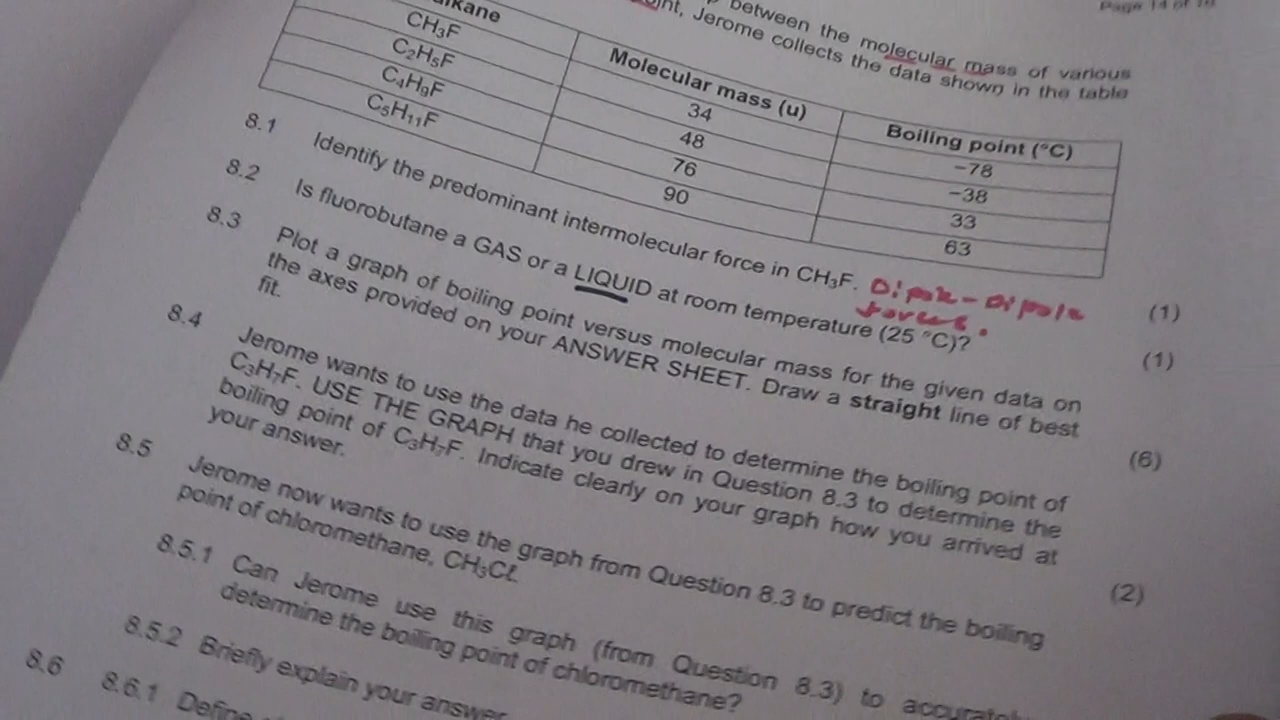 between the molecular mass of various
Jerome collects the data shown in the table
Molecular mass (u) Boiling point (°C)
CH₃F 34 −78
C₂H₅F 48 −38
C₄H₉F 76 33
C₅H₁₁F 90 63
8.1 Identify the predominant intermolecular force in CH₃F. Dipole-Dipole forces. (1)
8.2 Is fluorobutane a GAS or a LIQUID at room temperature (25 °C)? (1)
8.3 Plot a graph of boiling point versus molecular mass for the given data on
the axes provided on your ANSWER SHEET. Draw a straight line of best
fit. (6)
8.4 Jerome wants to use the data he collected to determine the boiling point of
C₃H₇F. USE THE GRAPH that you drew in Question 8.3 to determine the
boiling point of C₃H₇F. Indicate clearly on your graph how you arrived at
your answer. (2)
8.5 Jerome now wants to use the graph from Question 8.3 to predict the boiling
point of chloromethane, CH₃Cℓ.
8.5.1 Can Jerome use this graph (from Question 8.3) to
determine the boiling point of chloromethane?
8.5.2 Briefly explain your answer
8.6 8.6.1